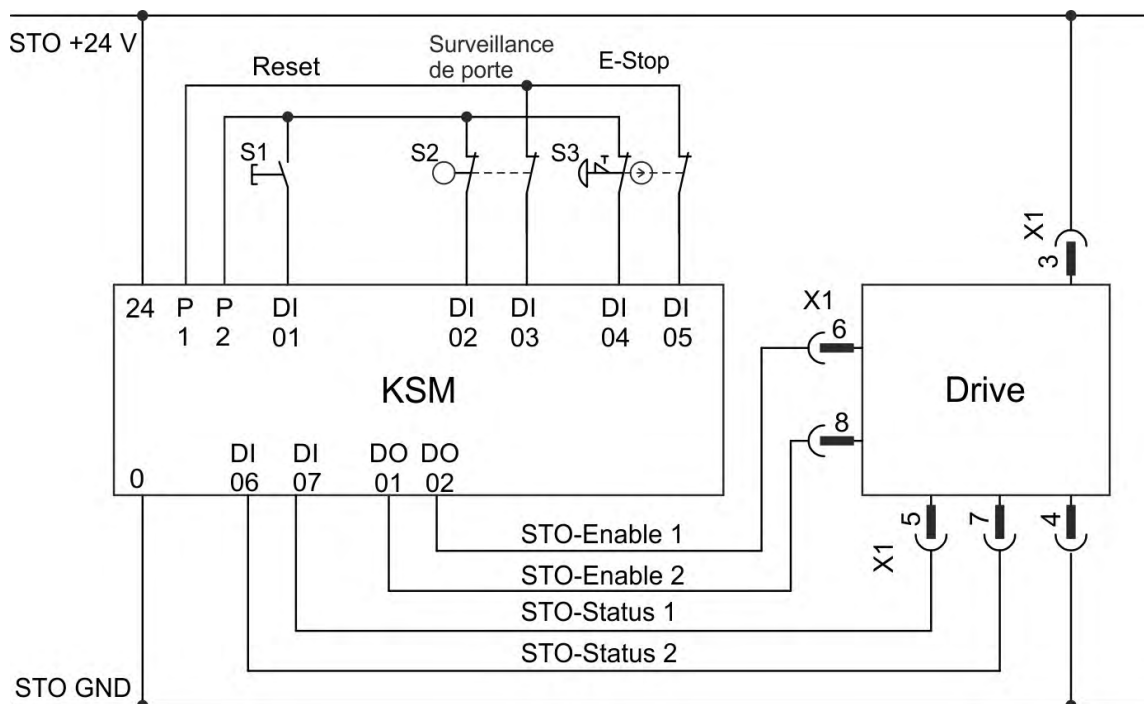 STO +24 V
Reset
Surveillance
de porte
E-Stop
S1
S2
S3
X1
3
24 P P DI DI DI DI DI
1 2 01 02 03 04 05
X1
6
KSM
Drive
8
DI DI DO DO
0 06 07 01 02
5 7 4
X1
STO-Enable 1
STO-Enable 2
STO-Status 1
STO-Status 2
STO GND